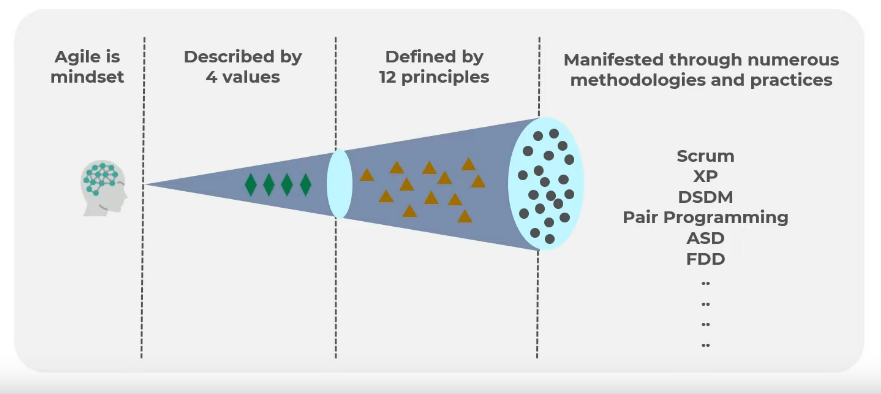 Agile is
mindset
Described by
4 values
Defined by
12 principles
Manifested through numerous
methodologies and practices
Scrum
XP
DSDM
Pair Programming
ASD
FDD
..
..
..
..